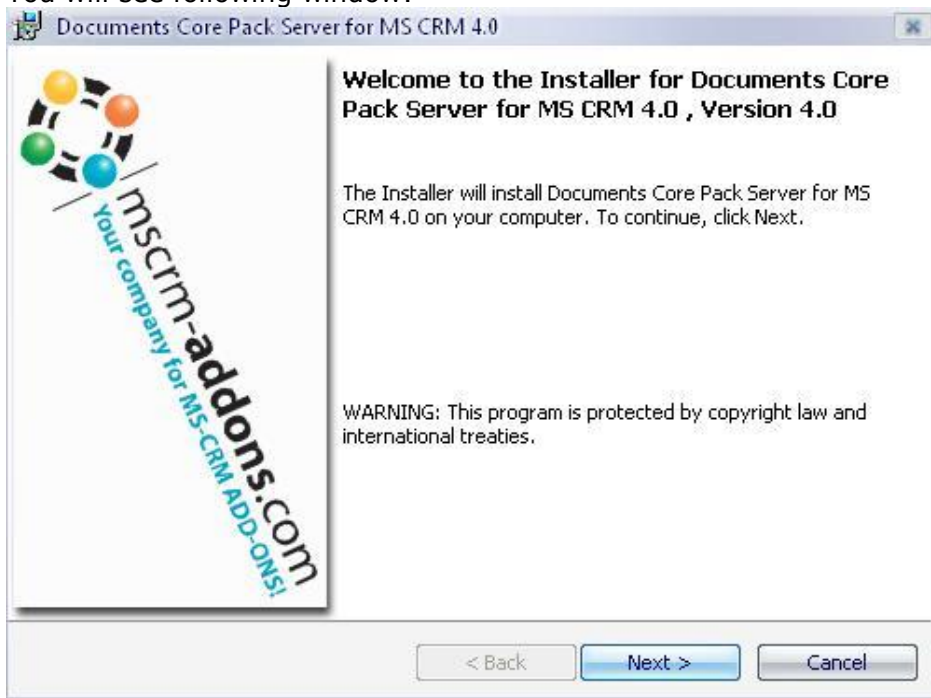 You will see following window:
Documents Core Pack Server for MS CRM 4.0
Welcome to the Installer for Documents Core
Pack Server for MS CRM 4.0 , Version 4.0
The Installer will install Documents Core Pack Server for MS
CRM 4.0 on your computer. To continue, click Next.
mscrm-addons.com
Your company for MS-CRM ADD-ONS!
WARNING: This program is protected by copyright law and
international treaties.
< Back
Next >
Cancel